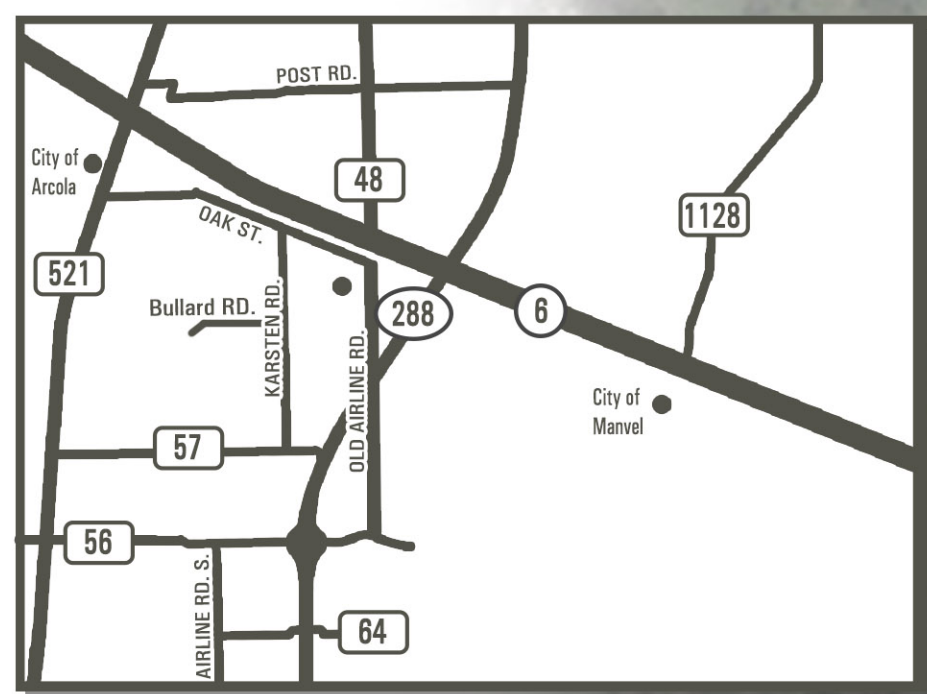 POST RD.
City of
Arcola
48
1128
OAK ST.
521
Bullard RD.
KARSTEN RD.
288
6
OLD AIRLINE RD.
City of
Manvel
57
56
AIRLINE RD. S.
64